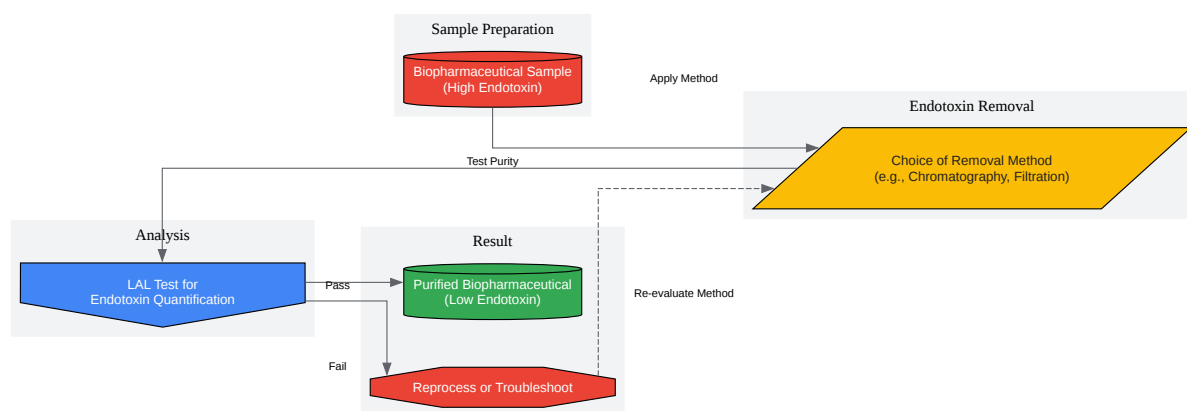 Sample Preparation
Biopharmaceutical Sample
(High Endotoxin)
Apply Method
Endotoxin Removal
Choice of Removal Method
(e.g., Chromatography, Filtration)
Test Purity
Analysis
LAL Test for
Endotoxin Quantification
Pass
Fail
Result
Purified Biopharmaceutical
(Low Endotoxin)
Reprocess or Troubleshoot
Re-evaluate Method